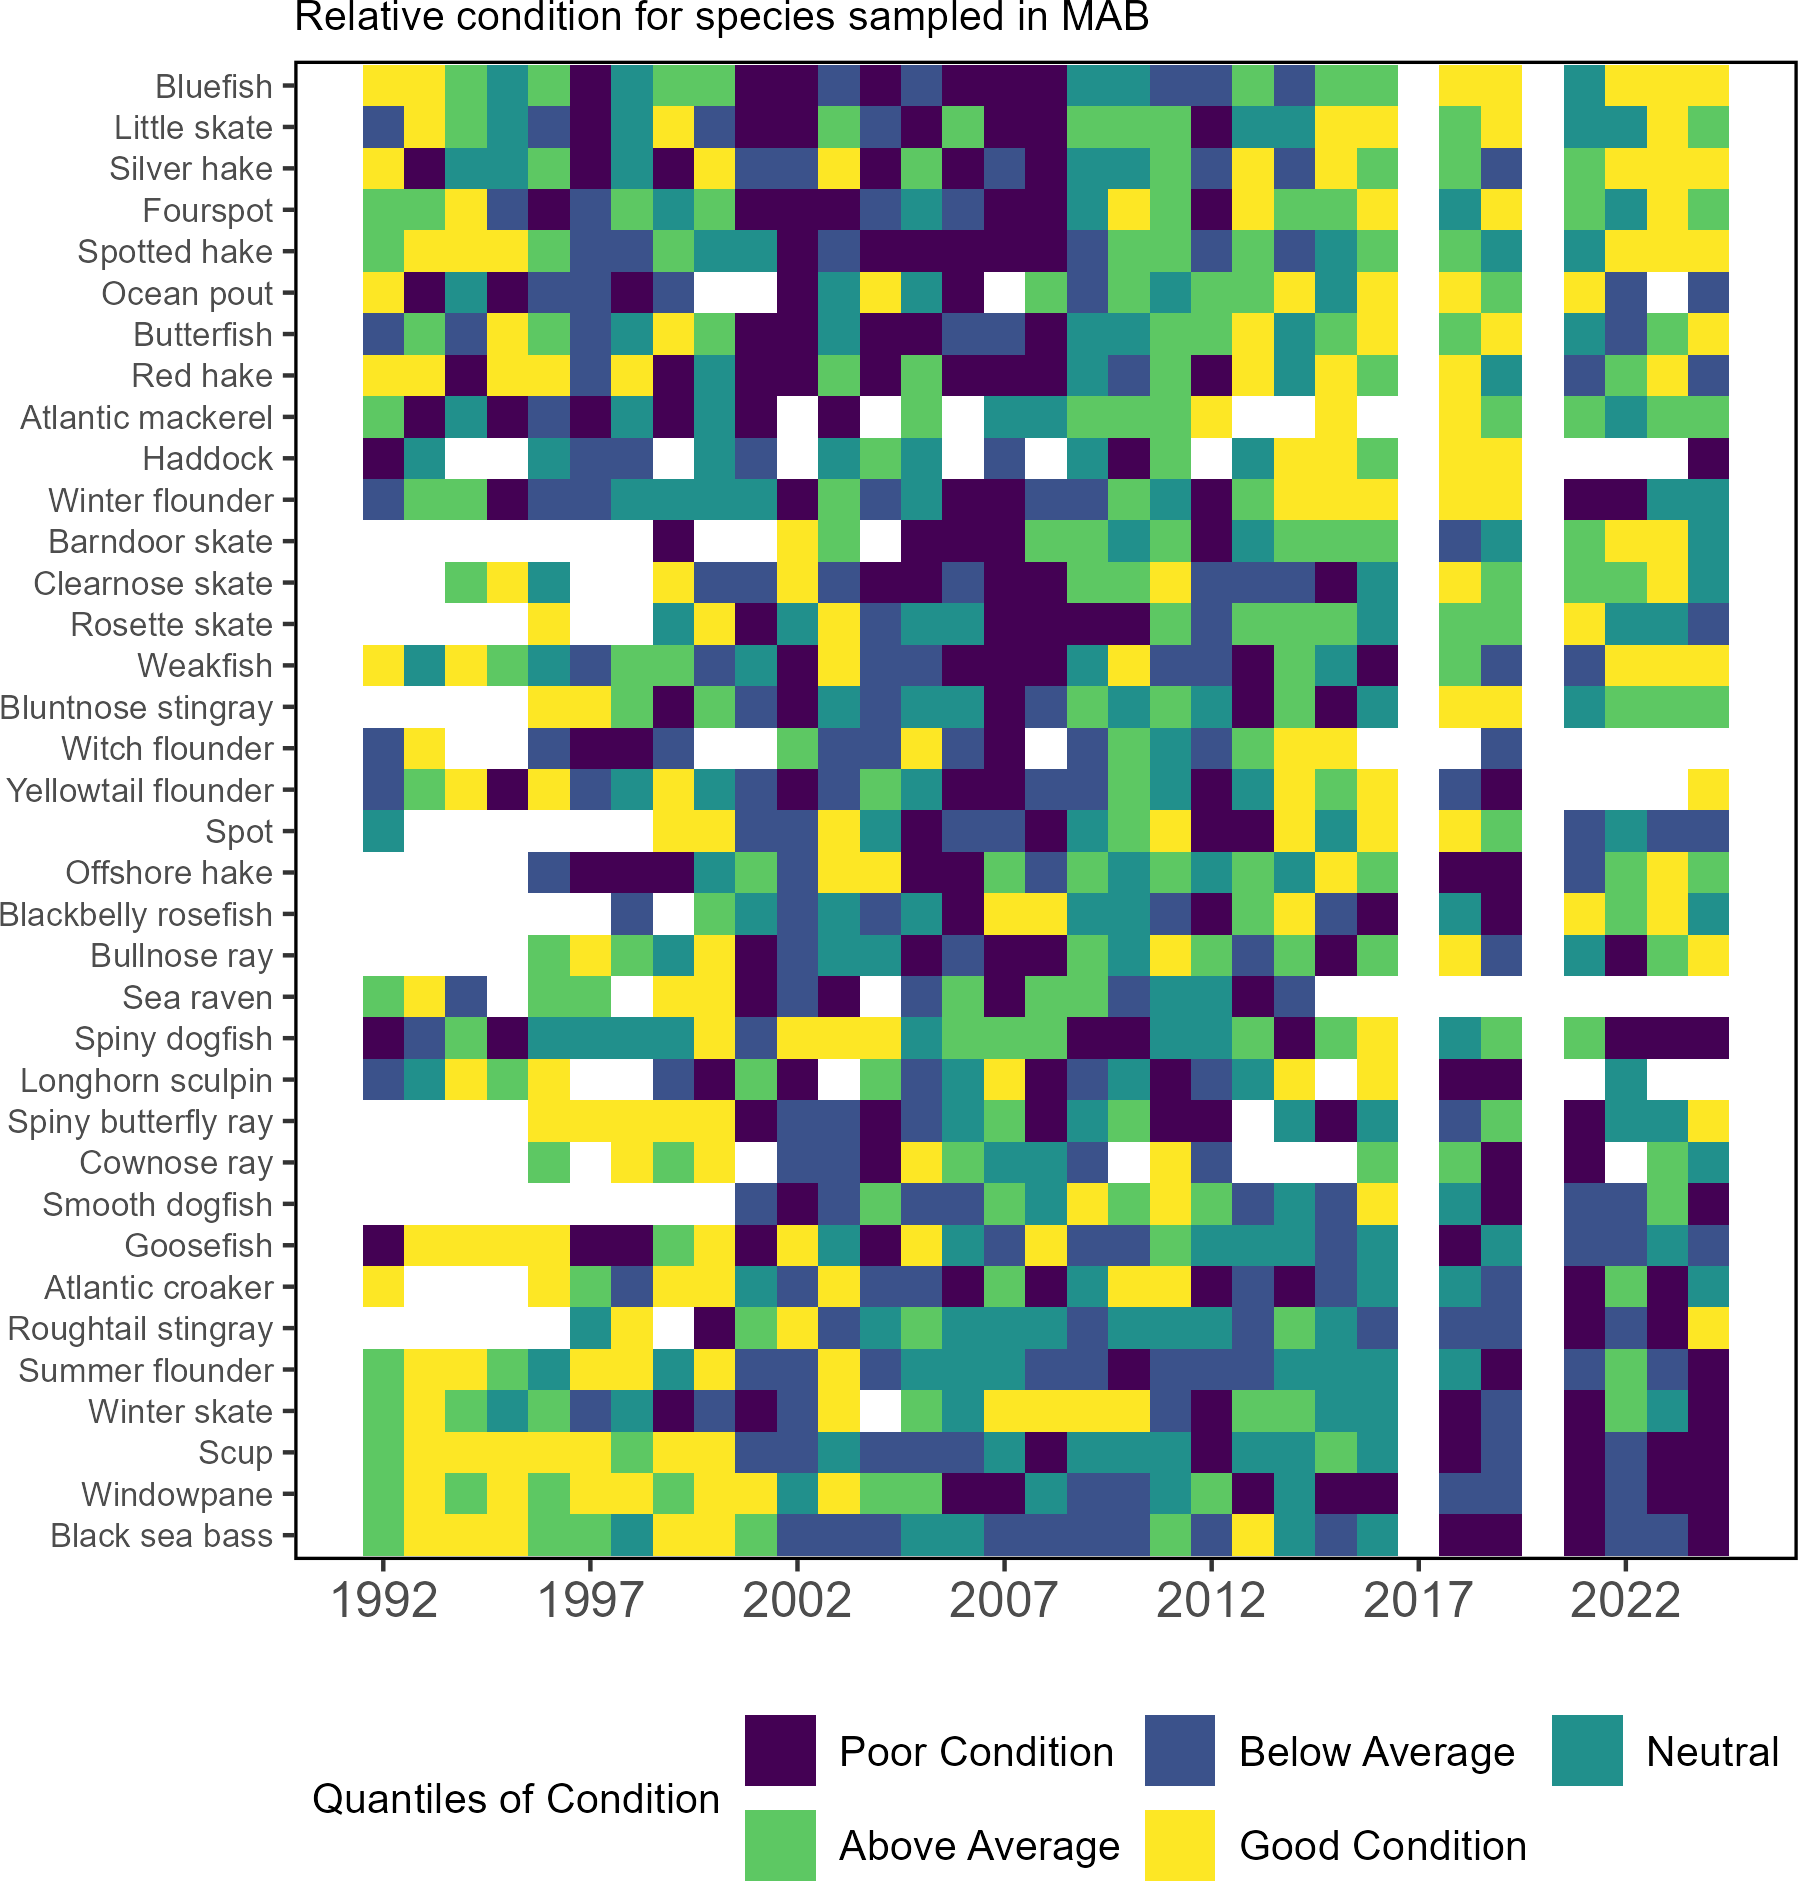 Relative condition for species sampled in MAB
Bluefish
Little skate
Silver hake
Fourspot
Spotted hake
Ocean pout
Butterfish
Red hake
Atlantic mackerel
Haddock
Winter flounder
Barndoor skate
Clearnose skate
Rosette skate
Weakfish
Bluntnose stingray
Witch flounder
Yellowtail flounder
Spot
Offshore hake
Blackbelly rosefish
Bullnose ray
Sea raven
Spiny dogfish
Longhorn sculpin
Spiny butterfly ray
Cownose ray
Smooth dogfish
Goosefish
Atlantic croaker
Roughtail stingray
Summer flounder
Winter skate
Scup
Windowpane
Black sea bass
1992 1997 2002 2007 2012 2017 2022
Quantiles of Condition
Poor Condition Below Average Neutral
Above Average Good Condition